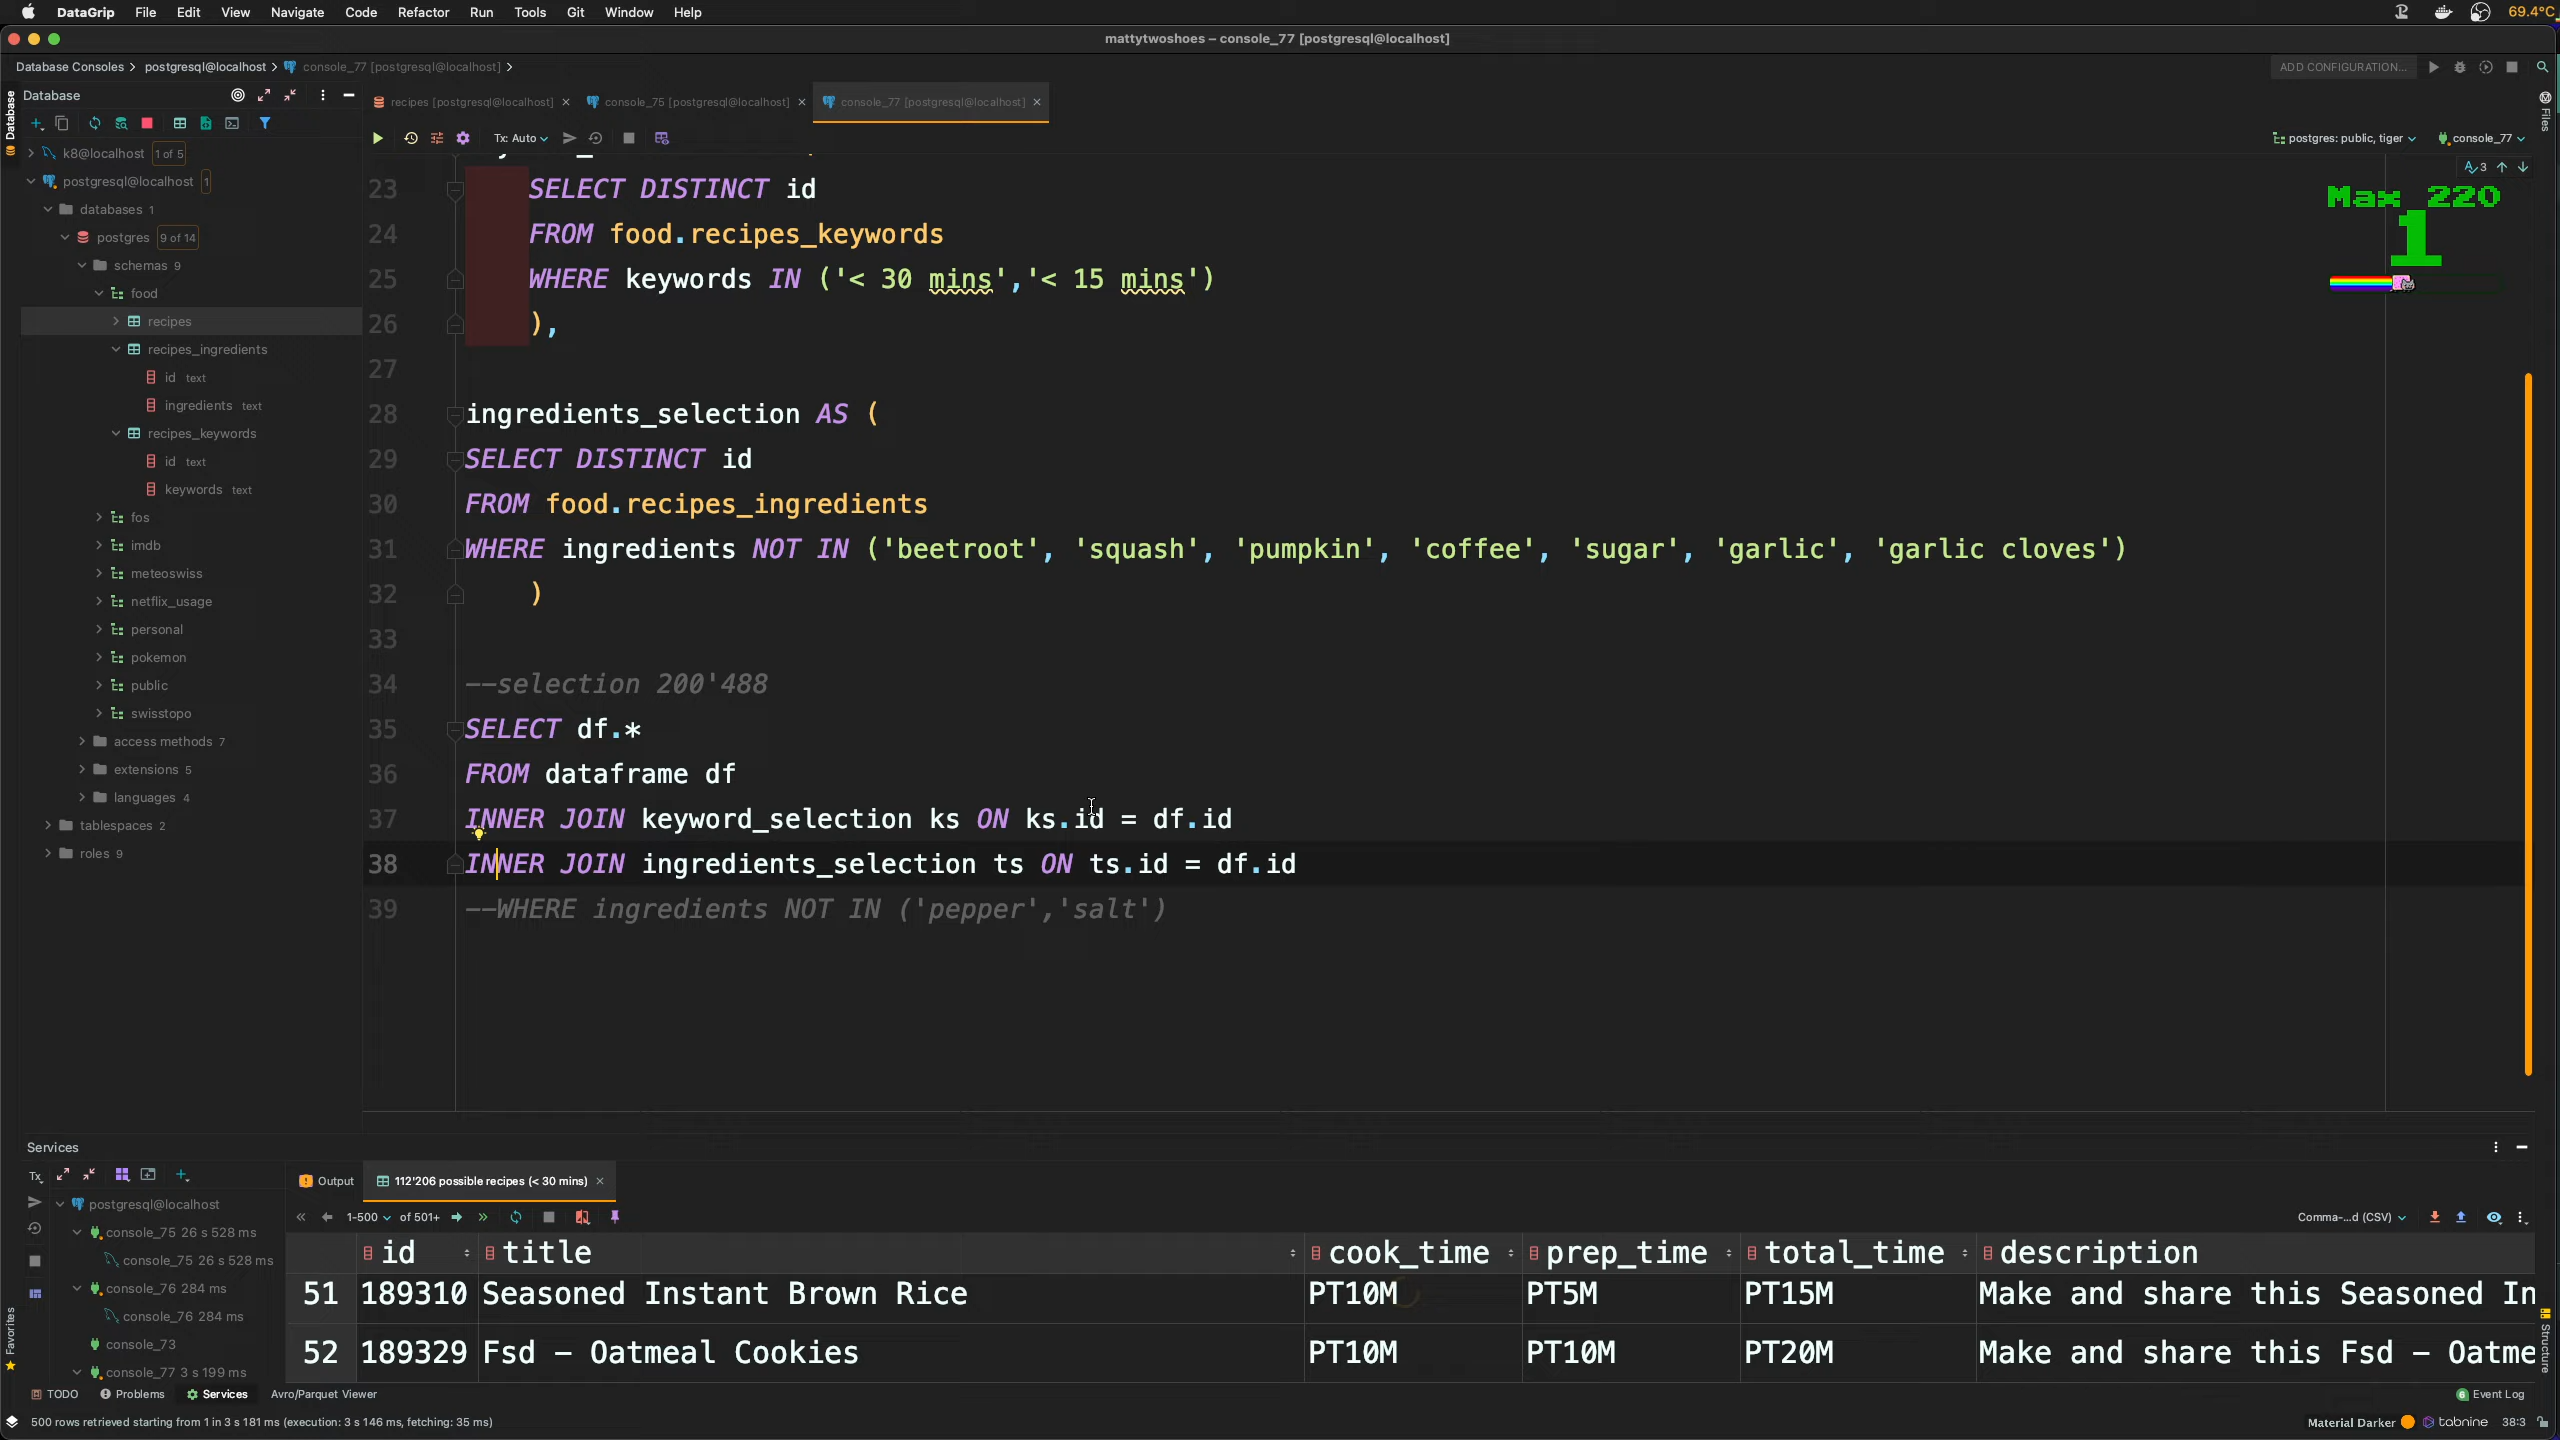 DataGrip File Edit View Navigate Code Refactor Run Tools Git Window Help 69.4°C
mattytwoshoes – console_77 [postgresql@localhost]
Database Consoles postgresql@localhost console_77 [postgresql@localhost] ADD CONFIGURATION...
Database
recipes [postgresql@localhost] console_75 [postgresql@localhost] console_77 [postgresql@localhost]
Tx: Auto postgres: public, tiger console_77
Database
Files
k8@localhost 1 of 5
postgresql@localhost 1
databases 1
postgres 9 of 14
schemas 9
food
recipes
recipes_ingredients
id text
ingredients text
recipes_keywords
id text
keywords text
fos
imdb
meteoswiss
netflix_usage
personal
pokemon
public
swisstopo
access methods 7
extensions 5
languages 4
tablespaces 2
roles 9
3
Max 220
1
23 SELECT DISTINCT id
24 FROM food.recipes_keywords
25 WHERE keywords IN ('< 30 mins','< 15 mins')
26 ),
27
28 ingredients_selection AS (
29 SELECT DISTINCT id
30 FROM food.recipes_ingredients
31 WHERE ingredients NOT IN ('beetroot', 'squash', 'pumpkin', 'coffee', 'sugar', 'garlic', 'garlic cloves')
32 )
33
34 --selection 200'488
35 SELECT df.*
36 FROM dataframe df
37 INNER JOIN keyword_selection ks ON ks.id = df.id
38 INNER JOIN ingredients_selection ts ON ts.id = df.id
39 --WHERE ingredients NOT IN ('pepper','salt')
Services
Tx
postgresql@localhost
console_75 26 s 528 ms
console_75 26 s 528 ms
console_76 284 ms
console_76 284 ms
console_73
console_77 3 s 199 ms
Output 112'206 possible recipes (< 30 mins)
1-500 of 501+ Comma-...d (CSV)
id title cook_time prep_time total_time description
51 189310 Seasoned Instant Brown Rice PT10M PT5M PT15M Make and share this Seasoned In
52 189329 Fsd – Oatmeal Cookies PT10M PT10M PT20M Make and share this Fsd – Oatme
Favorites
Structure
TODO Problems Services Avro/Parquet Viewer 6 Event Log
500 rows retrieved starting from 1 in 3 s 181 ms (execution: 3 s 146 ms, fetching: 35 ms) Material Darker tabnine 38:3